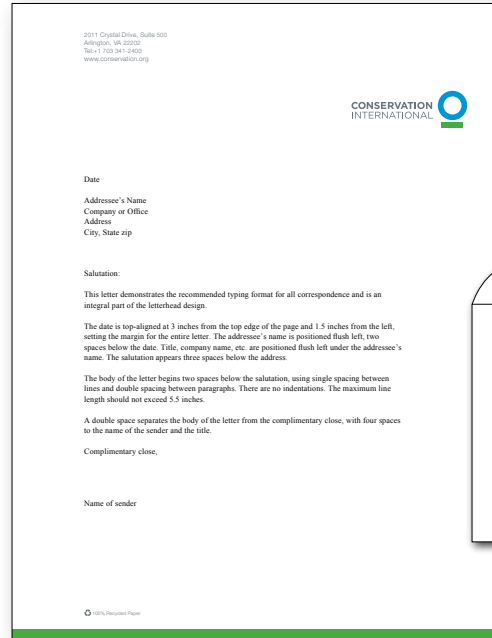 2011 Crystal Drive, Suite 500
Arlington, VA 22202
Tel:+1 703 341-2400
www.conservation.org
CONSERVATION
INTERNATIONAL
Date
Addressee's Name
Company or Office
Address
City, State zip
Salutation:
This letter demonstrates the recommended typing format for all correspondence and is an
integral part of the letterhead design.
The date is top-aligned at 3 inches from the top edge of the page and 1.5 inches from the left,
setting the margin for the entire letter. The addressee's name is positioned flush left, two
spaces below the date. Title, company name, etc. are positioned flush left under the addressee's
name. The salutation appears three spaces below the address.
The body of the letter begins two spaces below the salutation, using single spacing between
lines and double spacing between paragraphs. There are no indentations. The maximum line
length should not exceed 5.5 inches.
A double space separates the body of the letter from the complimentary close, with four spaces
to the name of the sender and the title.
Complimentary close,
Name of sender
100% Recycled Paper